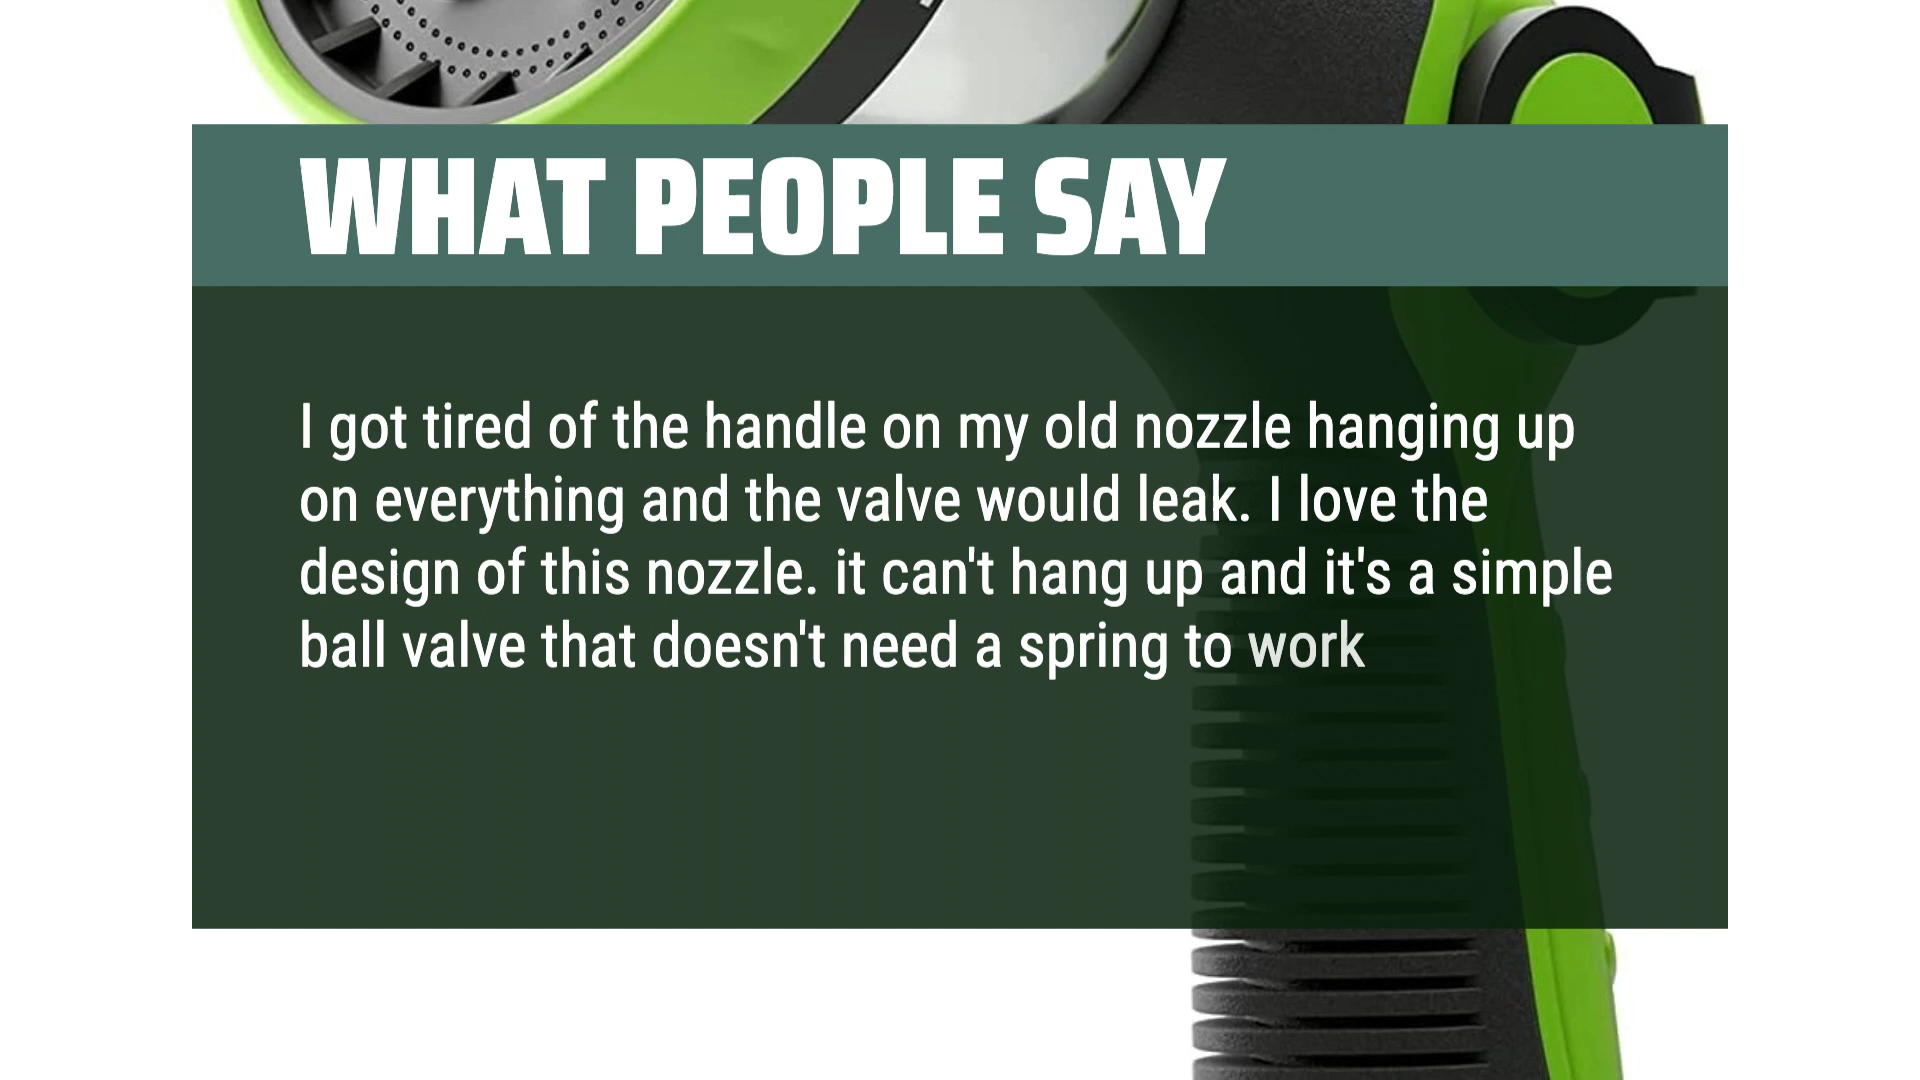 WHAT PEOPLE SAY
I got tired of the handle on my old nozzle hanging up
on everything and the valve would leak. I love the
design of this nozzle. it can't hang up and it's a simple
ball valve that doesn't need a spring to work